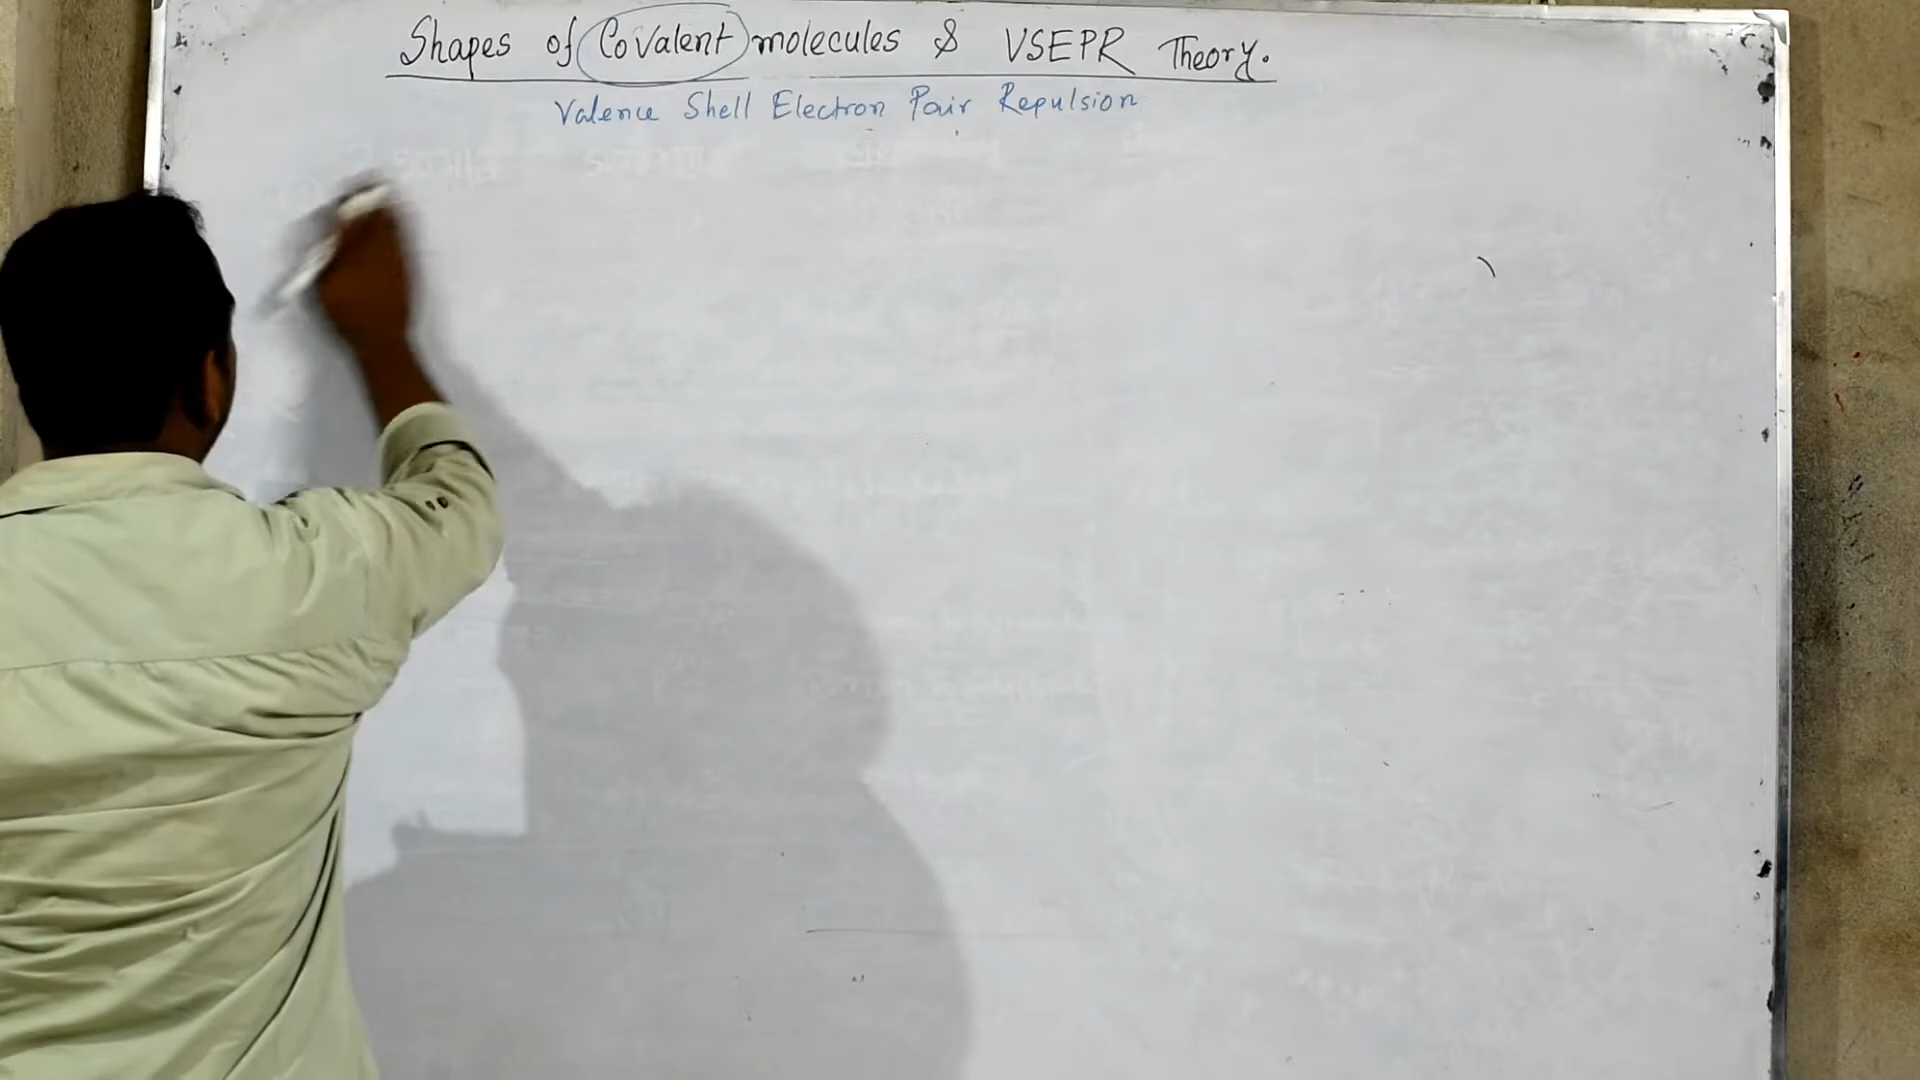 Shapes of Covalent molecules & VSEPR Theory.
Valence Shell Electron Pair Repulsion